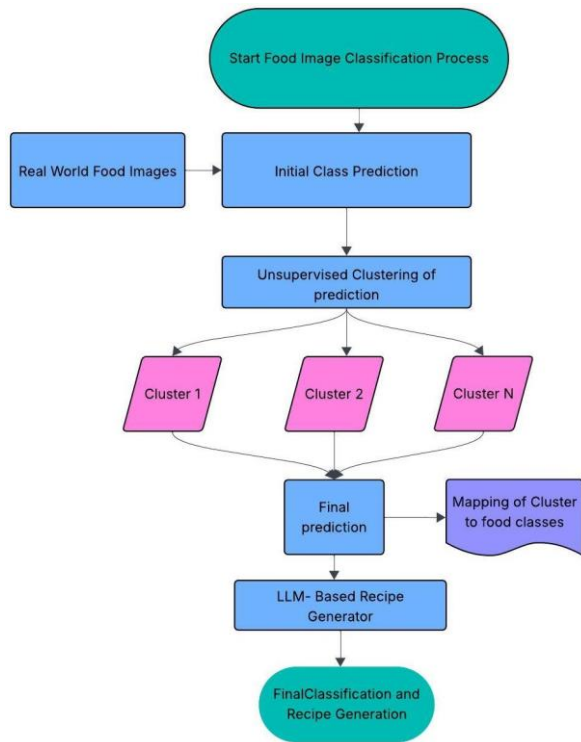 Start Food Image Classification Process
Real World Food Images
Initial Class Prediction
Unsupervised Clustering of
prediction
Cluster 1
Cluster 2
Cluster N
Final
prediction
Mapping of Cluster
to food classes
LLM- Based Recipe
Generator
FinalClassification and
Recipe Generation